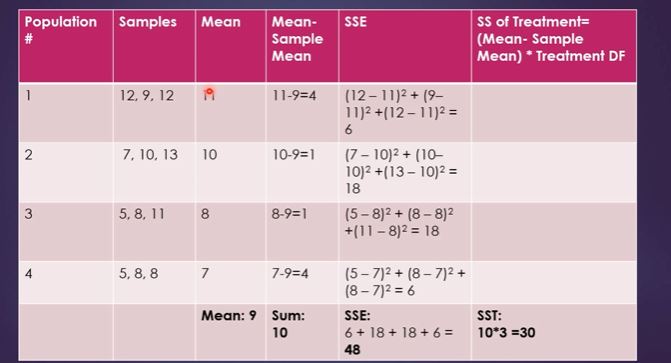 Population
#
Samples
Mean
Mean-
Sample
Mean
SSE
SS of Treatment=
(Mean- Sample
Mean) * Treatment DF
1
12, 9, 12
11
11-9=4
(12 – 11)² + (9–
11)² +(12 – 11)² =
6
2
7, 10, 13
10
10-9=1
(7 – 10)² + (10–
10)² +(13 – 10)² =
18
3
5, 8, 11
8
8-9=1
(5 – 8)² + (8 – 8)²
+(11 – 8)² = 18
4
5, 8, 8
7
7-9=4
(5 – 7)² + (8 – 7)² +
(8 – 7)² = 6
Mean: 9
Sum:
10
SSE:
6 + 18 + 18 + 6 =
48
SST:
10*3 =30